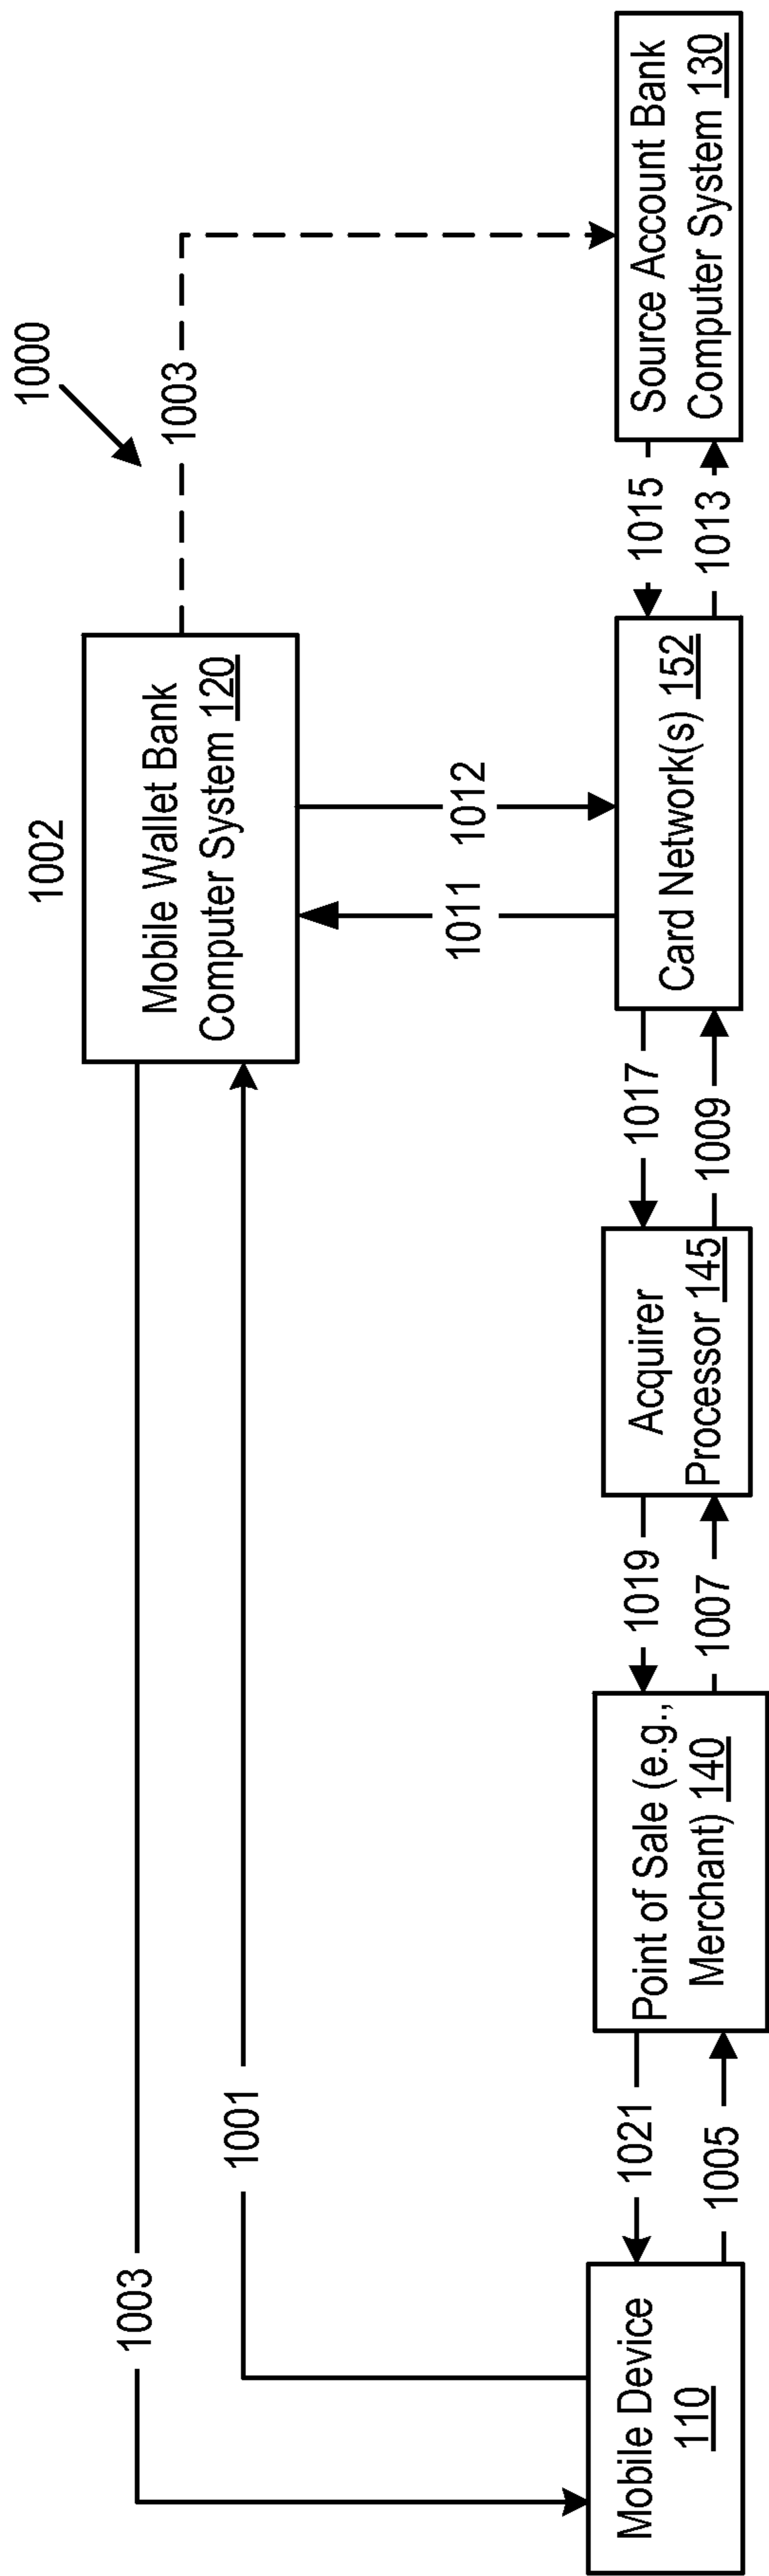 1000
1002
1003
Mobile Wallet Bank
Computer System 120
1003
1001
1011
1012
Mobile Device
110
1021
1005
Point of Sale (e.g.,
Merchant) 140
1019
1007
Acquirer
Processor 145
1017
1009
Card Network(s) 152
1015
1013
Source Account Bank
Computer System 130